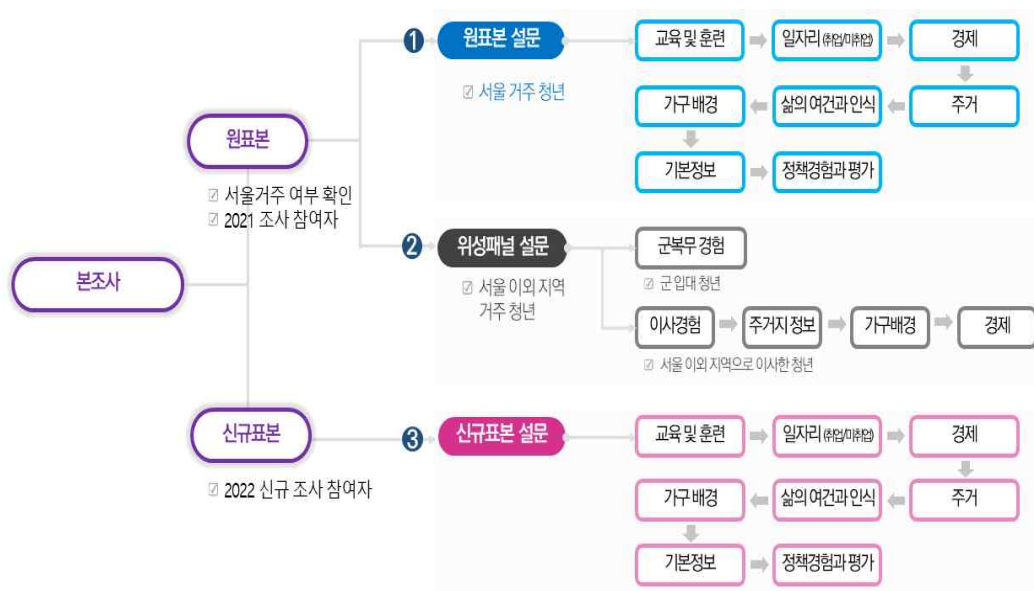 본조사
원표본
☑ 서울거주 여부 확인
☑ 2021 조사 참여자
신규표본
☑ 2022 신규 조사 참여자
1 원표본 설문
☑ 서울 거주 청년
교육 및 훈련
일자리 (취업/미취업)
경제
주거
삶의 여건과 인식
가구 배경
기본정보
정책경험과 평가
2 위성패널 설문
☑ 서울 이외 지역
거주 청년
군복무 경험
☑ 군 입대 청년
이사경험
주거지 정보
가구배경
경제
☑ 서울 이외 지역으로 이사한 청년
3 신규표본 설문
교육 및 훈련
일자리 (취업/미취업)
경제
주거
삶의 여건과 인식
가구 배경
기본정보
정책경험과 평가